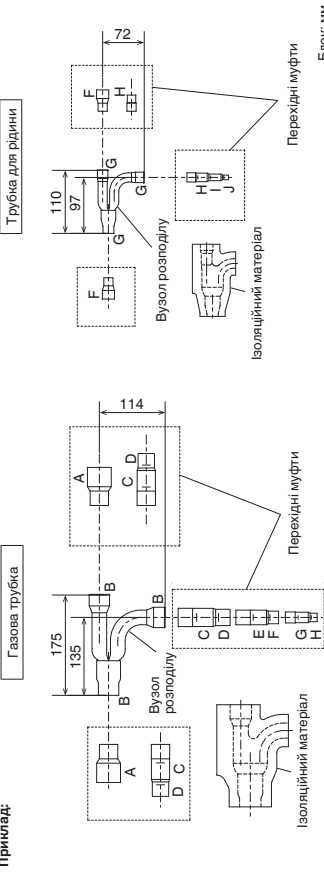 Приклад:
Газова трубка
175
135
114
A
B
B
B
A
C
D
D
C
Вузол
розподілу
C
D
E
F
G
H
Перехідні муфти
Ізоляційний матеріал
Трубка для рідини
110
97
72
F
H
G
G
G
F
Вузол розподілу
H
I
J
Перехідні муфти
Ізоляційний матеріал